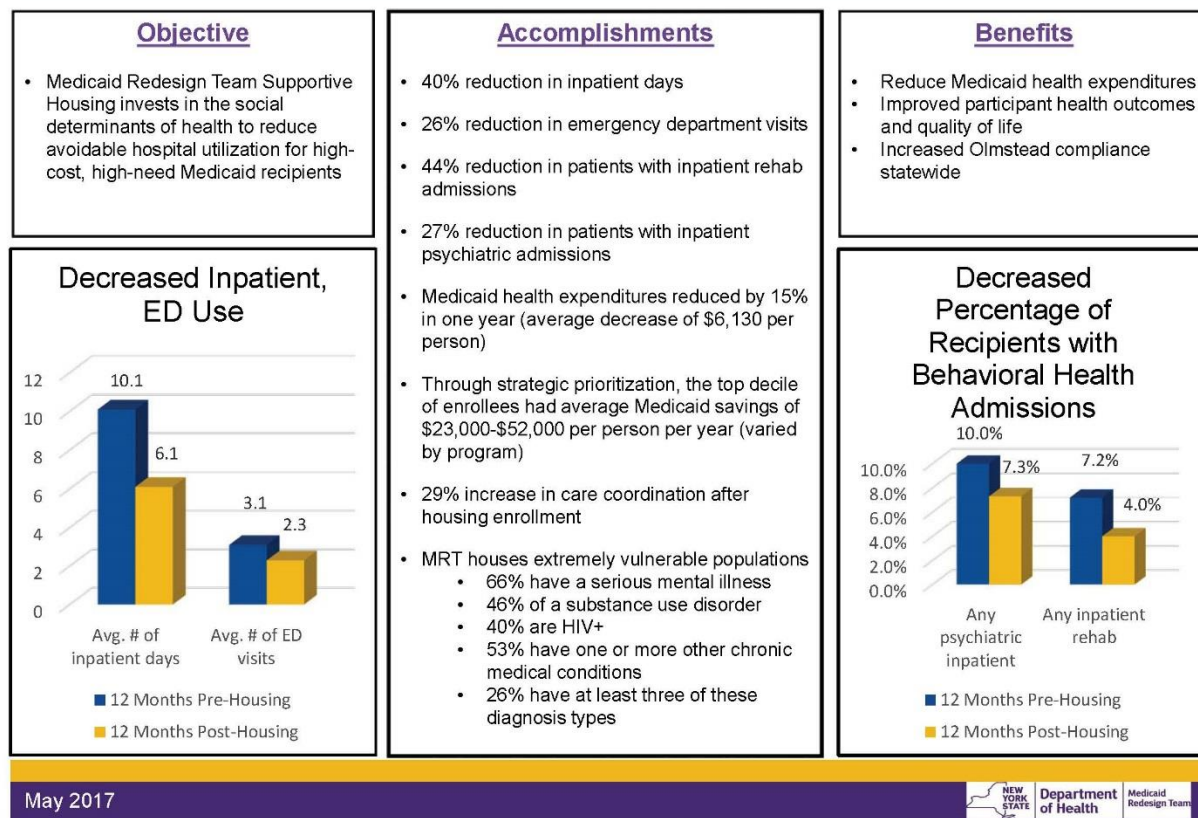 Objective
• Medicaid Redesign Team Supportive
Housing invests in the social
determinants of health to reduce
avoidable hospital utilization for high-
cost, high-need Medicaid recipients
Accomplishments
• 40% reduction in inpatient days
• 26% reduction in emergency department visits
• 44% reduction in patients with inpatient rehab
admissions
• 27% reduction in patients with inpatient
psychiatric admissions
• Medicaid health expenditures reduced by 15%
in one year (average decrease of $6,130 per
person)
• Through strategic prioritization, the top decile
of enrollees had average Medicaid savings of
$23,000-$52,000 per person per year (varied
by program)
• 29% increase in care coordination after
housing enrollment
• MRT houses extremely vulnerable populations
• 66% have a serious mental illness
• 46% of a substance use disorder
• 40% are HIV+
• 53% have one or more other chronic
medical conditions
• 26% have at least three of these
diagnosis types
Benefits
• Reduce Medicaid health expenditures
• Improved participant health outcomes
and quality of life
• Increased Olmstead compliance
statewide
Decreased Inpatient,
ED Use
12
10
8
6
4
2
0
10.1
6.1
3.1
2.3
Avg. # of
inpatient days
Avg. # of ED
visits
12 Months Pre-Housing
12 Months Post-Housing
Decreased
Percentage of
Recipients with
Behavioral Health
Admissions
10.0%
8.0%
6.0%
4.0%
2.0%
0.0%
10.0%
7.3%
7.2%
4.0%
Any
psychiatric
inpatient
Any inpatient
rehab
12 Months Pre-Housing
12 Months Post-Housing
May 2017
NEW
YORK
STATE
Department
of Health
Medicaid
Redesign Team